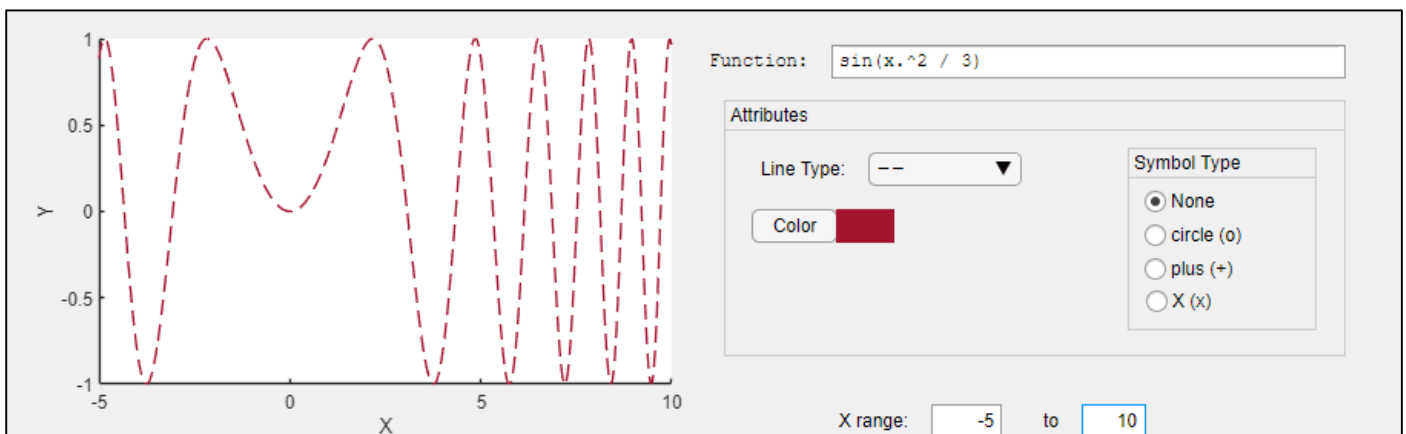 1
0.5
0
-0.5
-1
Y
-5
0
5
10
X
Function: sin(x.^2 / 3)
Attributes
Line Type: --
Color
Symbol Type
None
circle (o)
plus (+)
X (x)
X range: -5 to 10